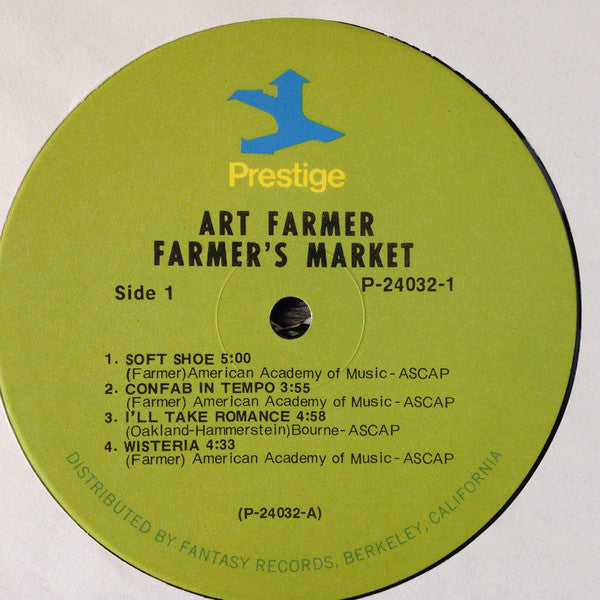 Prestige
ART FARMER
FARMER'S MARKET
Side 1
P-24032-1
1. SOFT SHOE 5:00
(Farmer)American Academy of Music-ASCAP
2. CONFAB IN TEMPO 3:55
(Farmer) American Academy of Music-ASCAP
3. I'LL TAKE ROMANCE 4:58
(Oakland-Hammerstein)Bourne-ASCAP
4. WISTERIA 4:33
(Farmer) American Academy of Music-ASCAP
(P-24032-A)
DISTRIBUTED BY FANTASY RECORDS, BERKELEY, CALIFORNIA